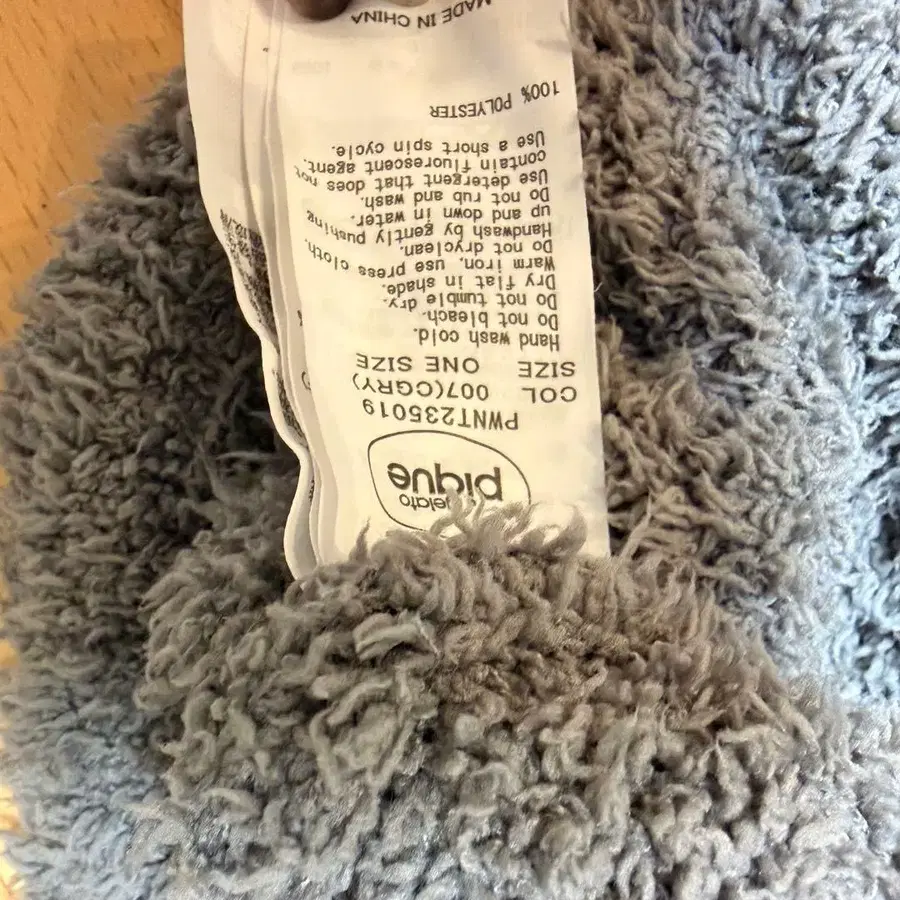 gelato
pique
PWNT235019
COL 007(CGRY)
SIZE ONE SIZE
Hand wash cold.
Do not bleach.
Do not tumble dry.
Dry flat in shade.
Warm iron, use press cloth.
Do not dryclean.
Handwash by gently pushing
up and down in water.
Do not rub and wash.
Use detergent that does not
contain fluorescent agent.
Use a short spin cycle.
100% POLYESTER
MADE IN CHINA